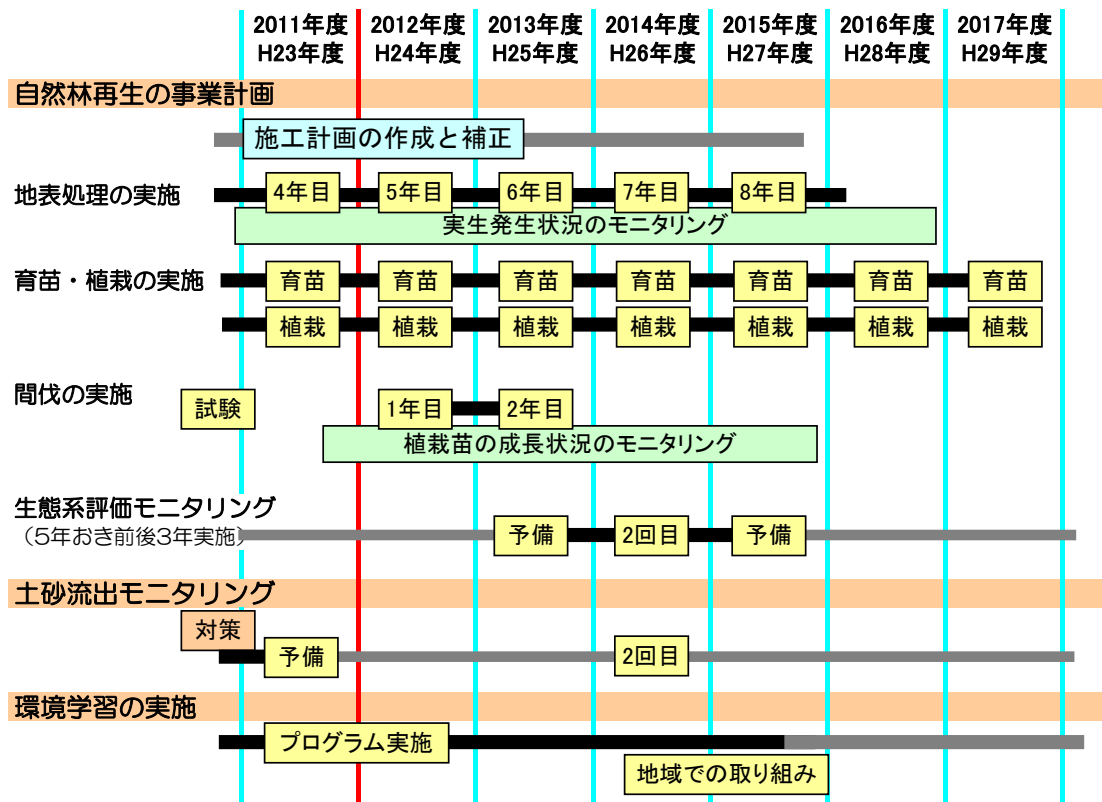 2011年度 2012年度 2013年度 2014年度 2015年度 2016年度 2017年度
H23年度 H24年度 H25年度 H26年度 H27年度 H28年度 H29年度
自然林再生の事業計画
施工計画の作成と補正
地表処理の実施 4年目 5年目 6年目 7年目 8年目
実生発生状況のモニタリング
育苗・植栽の実施 育苗 育苗 育苗 育苗 育苗 育苗 育苗
植栽 植栽 植栽 植栽 植栽 植栽 植栽
間伐の実施 試験 1年目 2年目
植栽苗の成長状況のモニタリング
生態系評価モニタリング
（5年おき前後3年実施） 予備 2回目 予備
土砂流出モニタリング
対策
予備 2回目
環境学習の実施
プログラム実施
地域での取り組み